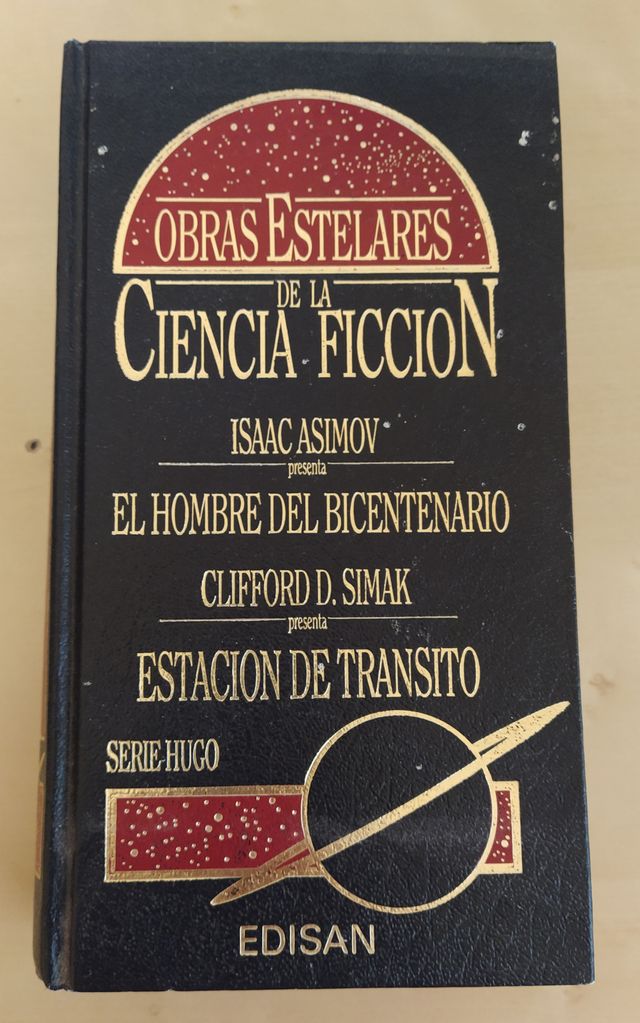 OBRAS ESTELARES
DE LA
CIENCIA FICCION
ISAAC ASIMOV
presenta
EL HOMBRE DEL BICENTENARIO
CLIFFORD D. SIMAK
presenta
ESTACION DE TRANSITO
SERIE-HUGO
EDISAN